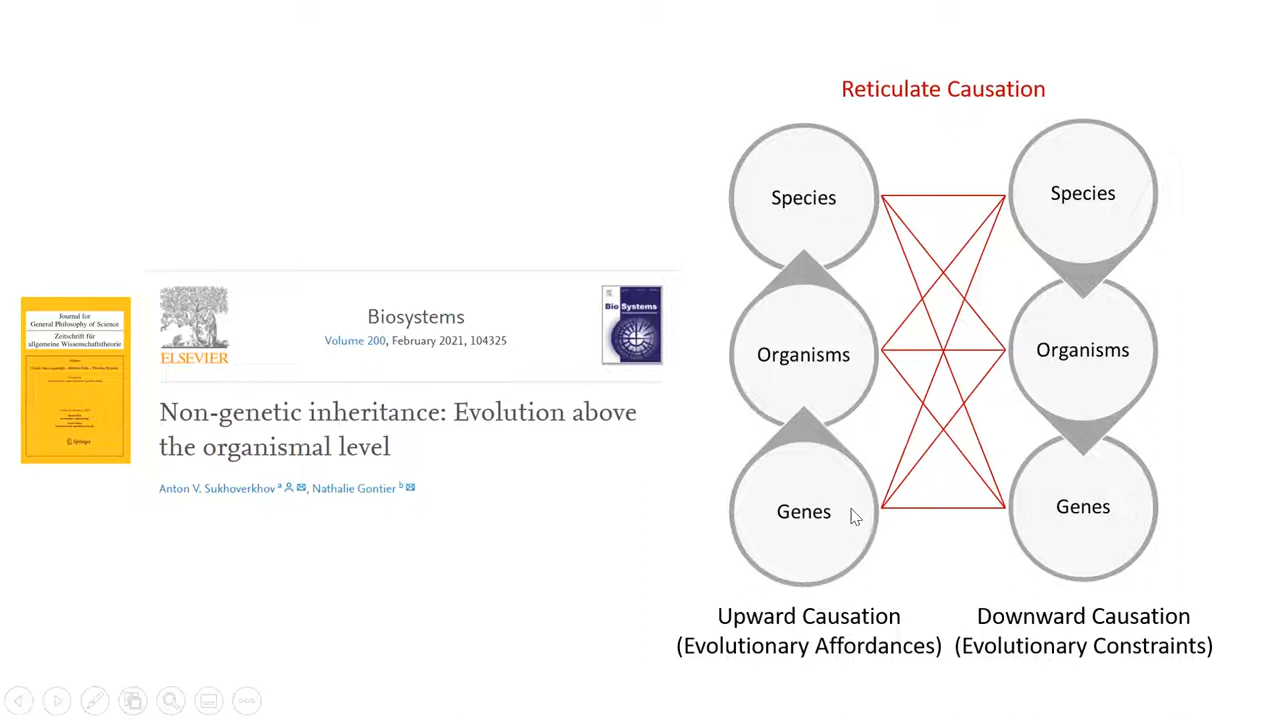 Reticulate Causation
Species
Species
Organisms
Organisms
Genes
Genes
Upward Causation
(Evolutionary Affordances)
Downward Causation
(Evolutionary Constraints)
Journal for
General Philosophy of Science
Zeitschrift für
allgemeine Wissenschaftstheorie
Springer
ELSEVIER
Biosystems
Volume 200, February 2021, 104325
Bio Systems
Non-genetic inheritance: Evolution above
the organismal level
Anton V. Sukhoverkhov a, Nathalie Gontier b